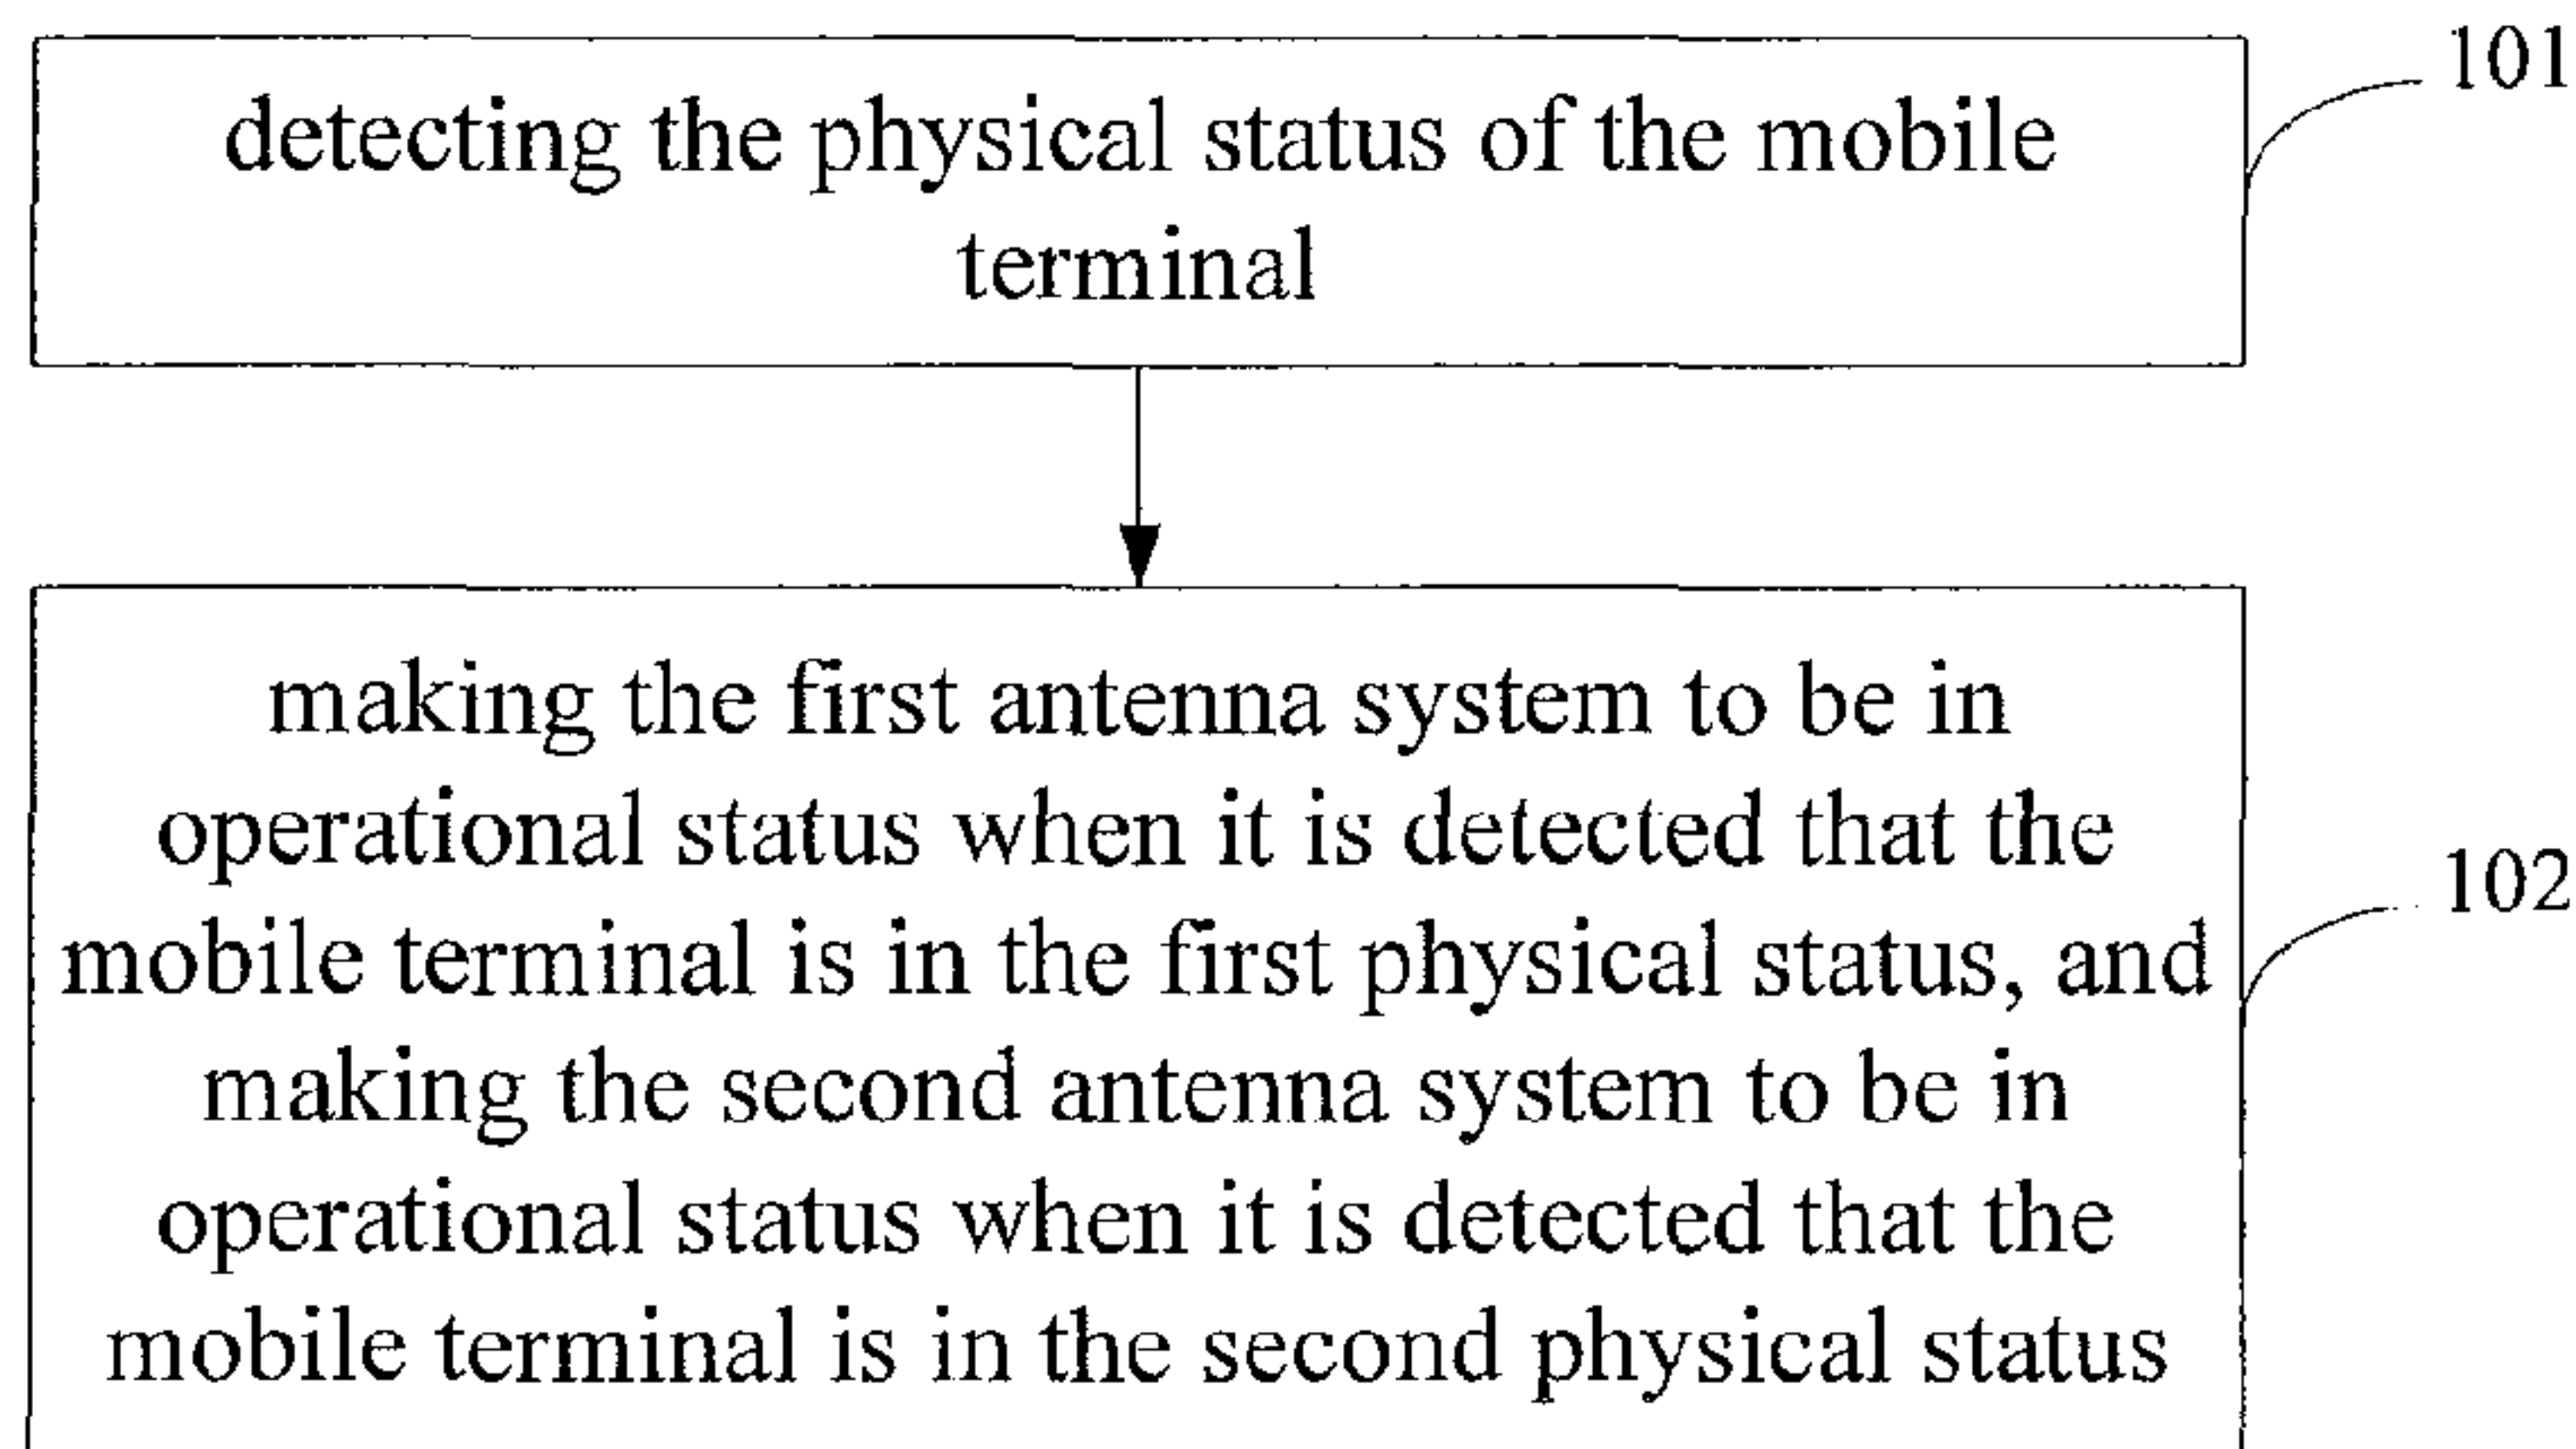 101
detecting the physical status of the mobile
terminal
making the first antenna system to be in
operational status when it is detected that the
mobile terminal is in the first physical status, and
102
making the second antenna system to be in
operational status when it is detected that the
mobile terminal is in the second physical status